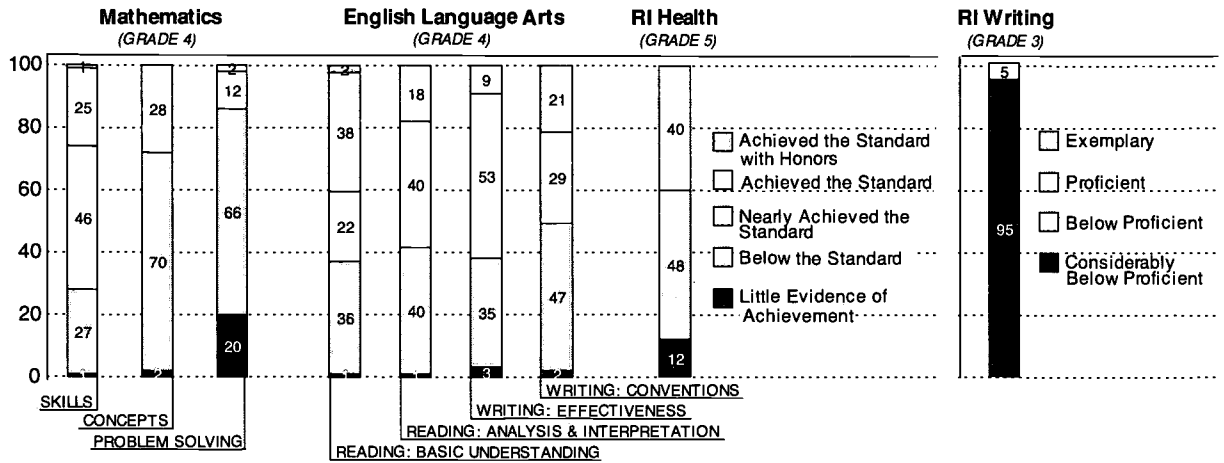 Mathematics
(GRADE 4)
English Language Arts
(GRADE 4)
RI Health
(GRADE 5)
RI Writing
(GRADE 3)
100
80
60
40
20
0
1
25
46
27
28
70
2
2
12
66
20
2
38
22
36
18
40
40
9
53
35
3
21
29
47
2
40
48
12
Achieved the Standard
with Honors
Achieved the Standard
Nearly Achieved the
Standard
Below the Standard
Little Evidence of
Achievement
5
95
Exemplary
Proficient
Below Proficient
Considerably
Below Proficient
SKILLS
CONCEPTS
PROBLEM SOLVING
WRITING: CONVENTIONS
WRITING: EFFECTIVENESS
READING: ANALYSIS & INTERPRETATION
READING: BASIC UNDERSTANDING